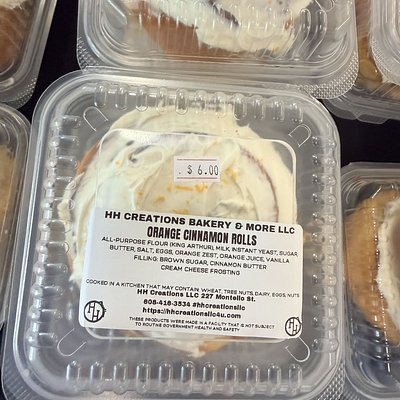 . $ 6.00
HH CREATIONS BAKERY & MORE LLC
ORANGE CINNAMON ROLLS
ALL-PURPOSE FLOUR (KING ARTHUR), MILK, INSTANT YEAST, SUGAR,
BUTTER, SALT, EGGS, ORANGE ZEST, ORANGE JUICE, VANILLA
FILLING: BROWN SUGAR, CINNAMON BUTTER
CREAM CHEESE FROSTING
COOKED IN A KITCHEN THAT MAY CONTAIN: WHEAT, TREE NUTS, DAIRY, EGGS, NUTS
HH Creations LLC 227 Montello St.
808-418-3534 #hhcreationsllc
https://hhcreationsllc4u.com
THESE PRODUCTS WERE MADE IN A FACILTY THAT IS NOT SUBJECT
TO ROUTINE GOVERNMENT HEALTH AND SAFETY